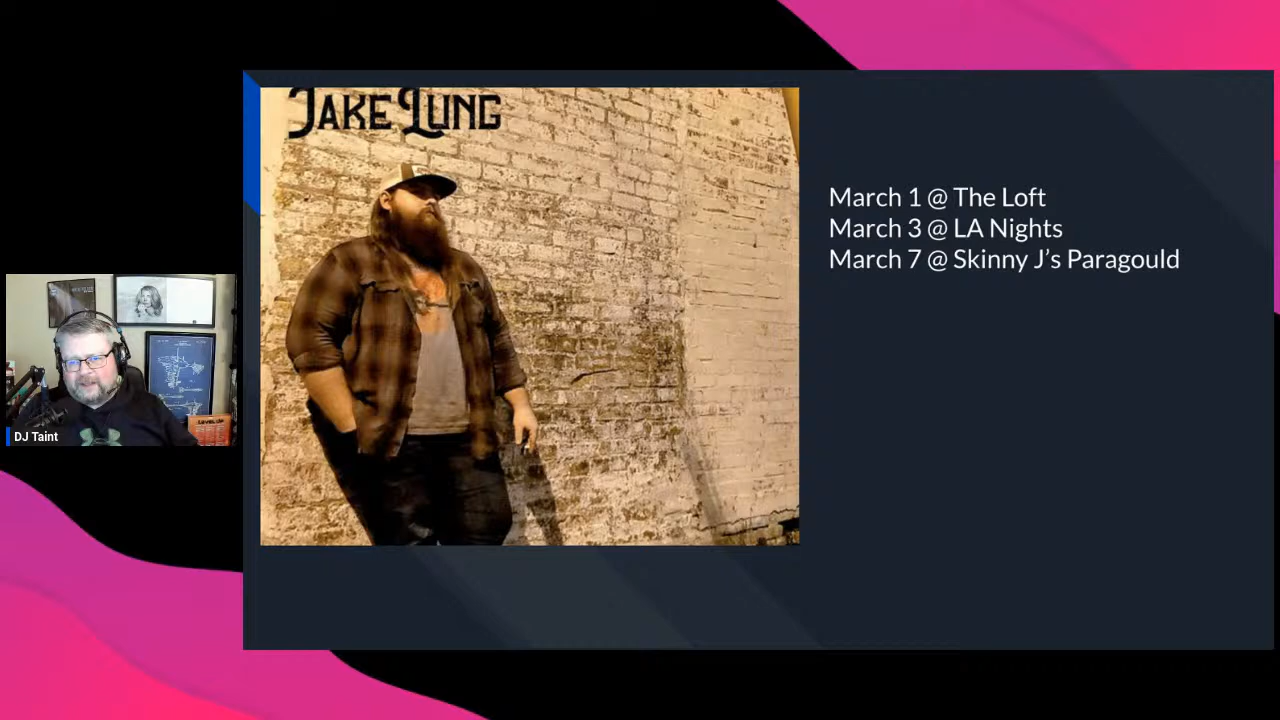 JAKE LUNG
March 1 @ The Loft
March 3 @ LA Nights
March 7 @ Skinny J's Paragould
DJ Taint